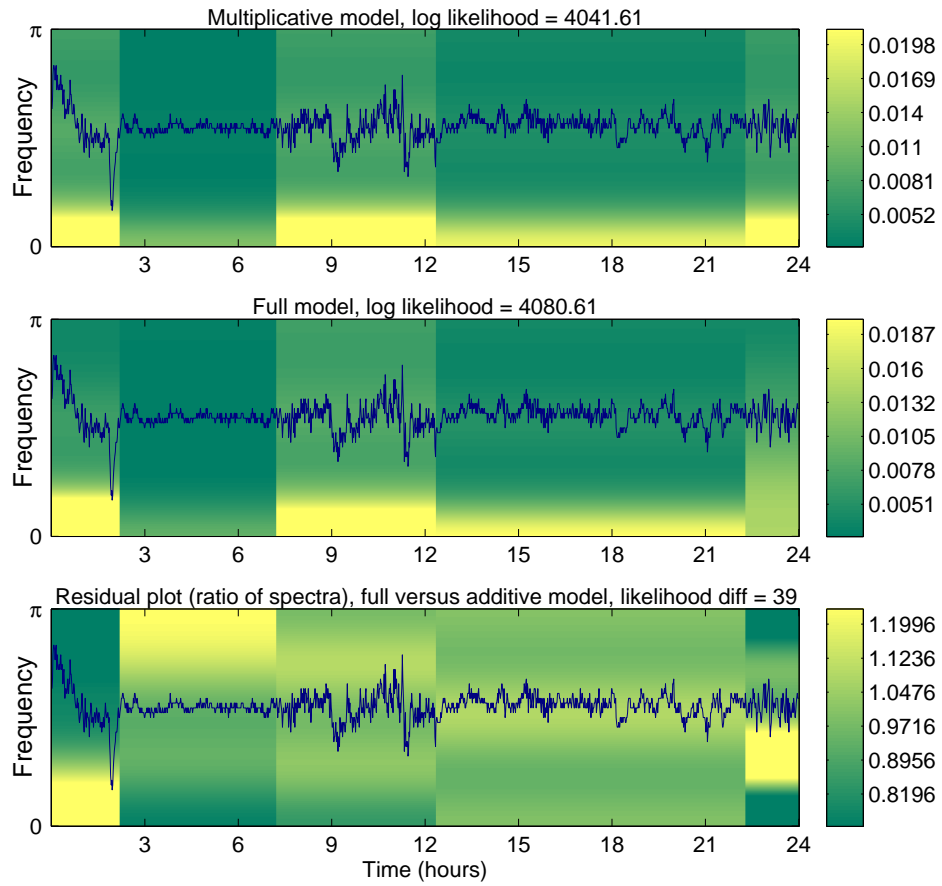 Multiplicative model, log likelihood = 4041.61
π
Frequency
0
3 6 9 12 15 18 21 24
0.0198
0.0169
0.014
0.011
0.0081
0.0052
Full model, log likelihood = 4080.61
π
Frequency
0
3 6 9 12 15 18 21 24
0.0187
0.016
0.0132
0.0105
0.0078
0.0051
Residual plot (ratio of spectra), full versus additive model, likelihood diff = 39
π
Frequency
0
3 6 9 12 15 18 21 24
Time (hours)
1.1996
1.1236
1.0476
0.9716
0.8956
0.8196